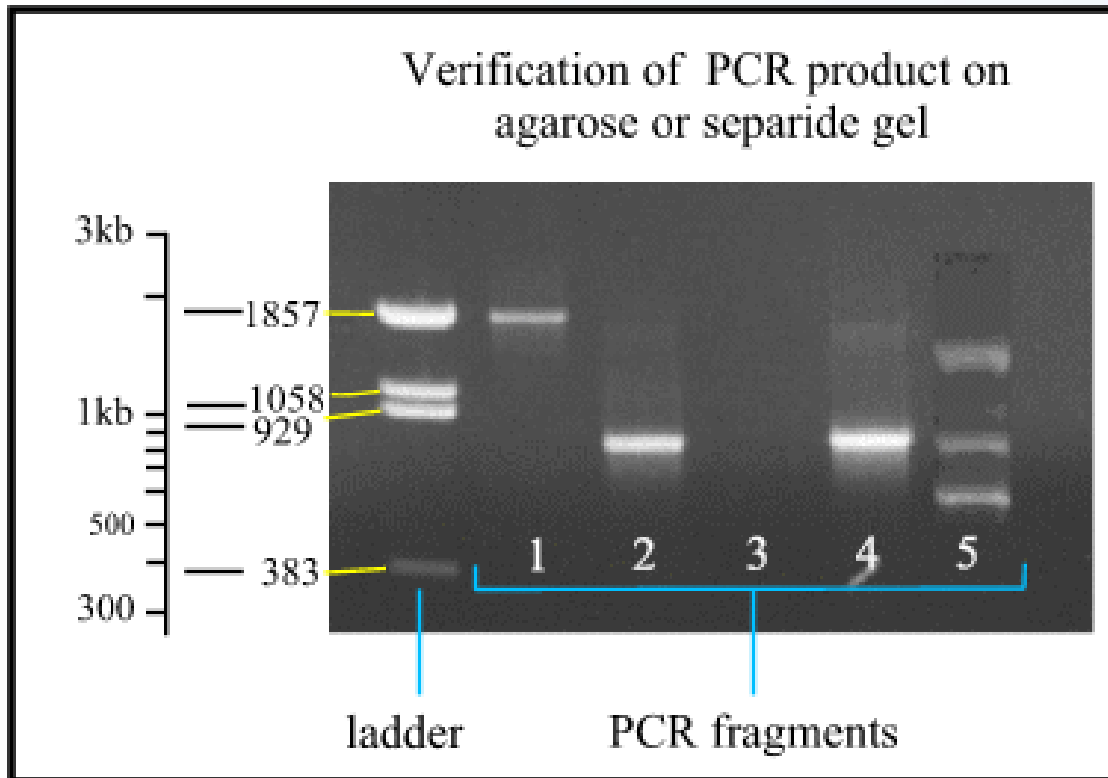 Verification of PCR product on
agarose or separide gel
3kb
1857
1058
1kb
929
500
383
300
1 2 3 4 5
ladder
PCR fragments